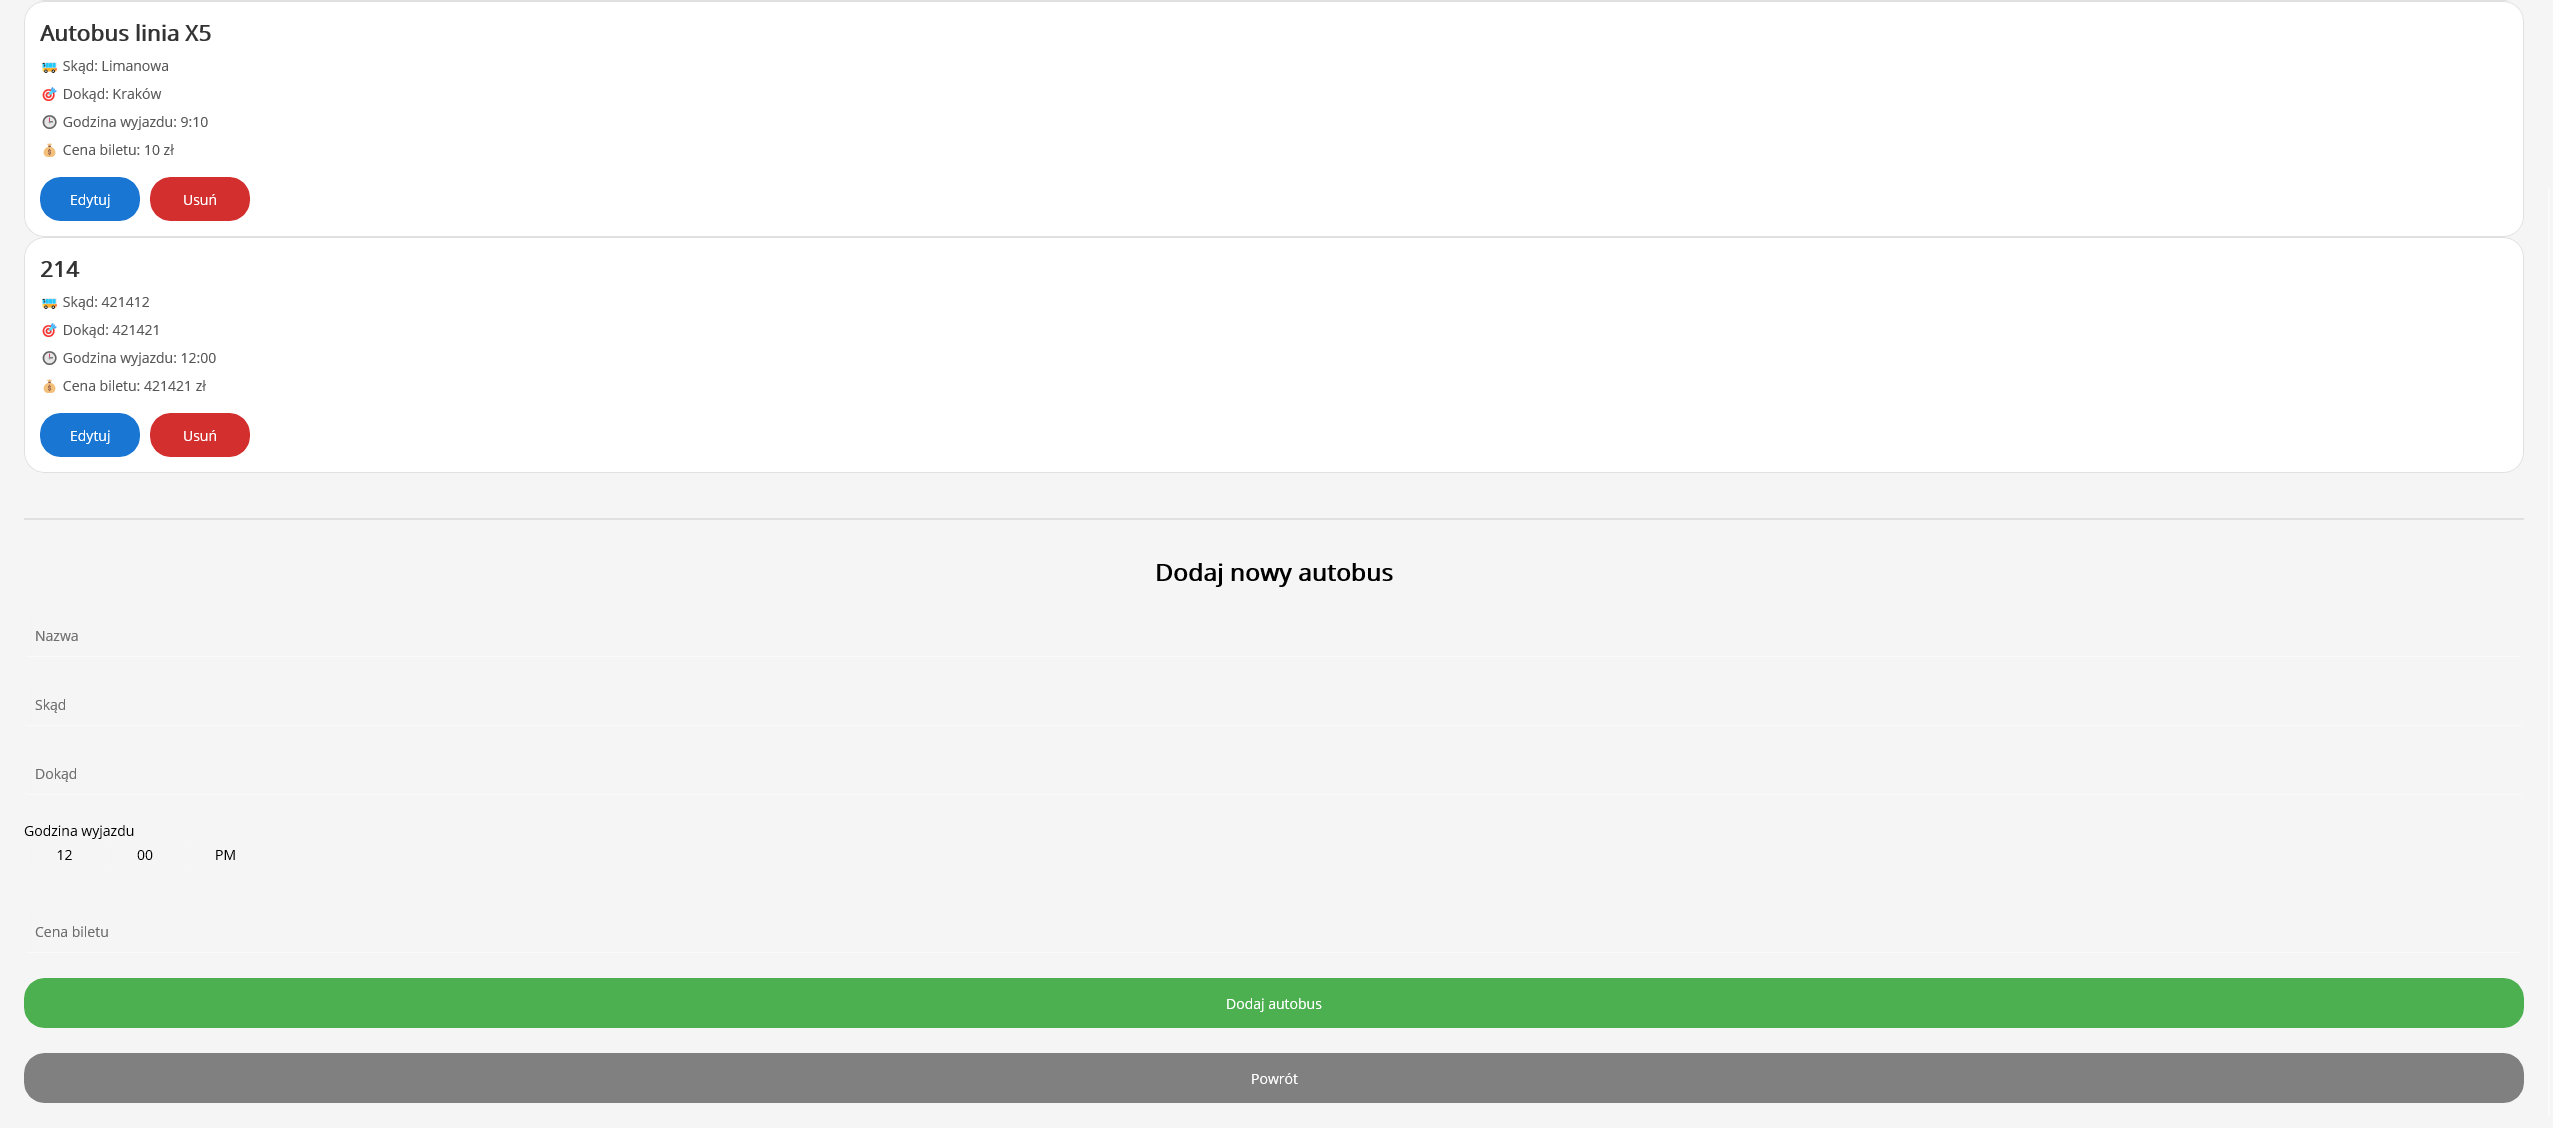 Autobus linia X5
Skąd: Limanowa
Dokąd: Kraków
Godzina wyjazdu: 9:10
Cena biletu: 10 zł
Edytuj Usuń
214
Skąd: 421412
Dokąd: 421421
Godzina wyjazdu: 12:00
Cena biletu: 421421 zł
Edytuj Usuń
Dodaj nowy autobus
Nazwa
Skąd
Dokąd
Godzina wyjazdu
12 00 PM
Cena biletu
Dodaj autobus
Powrót